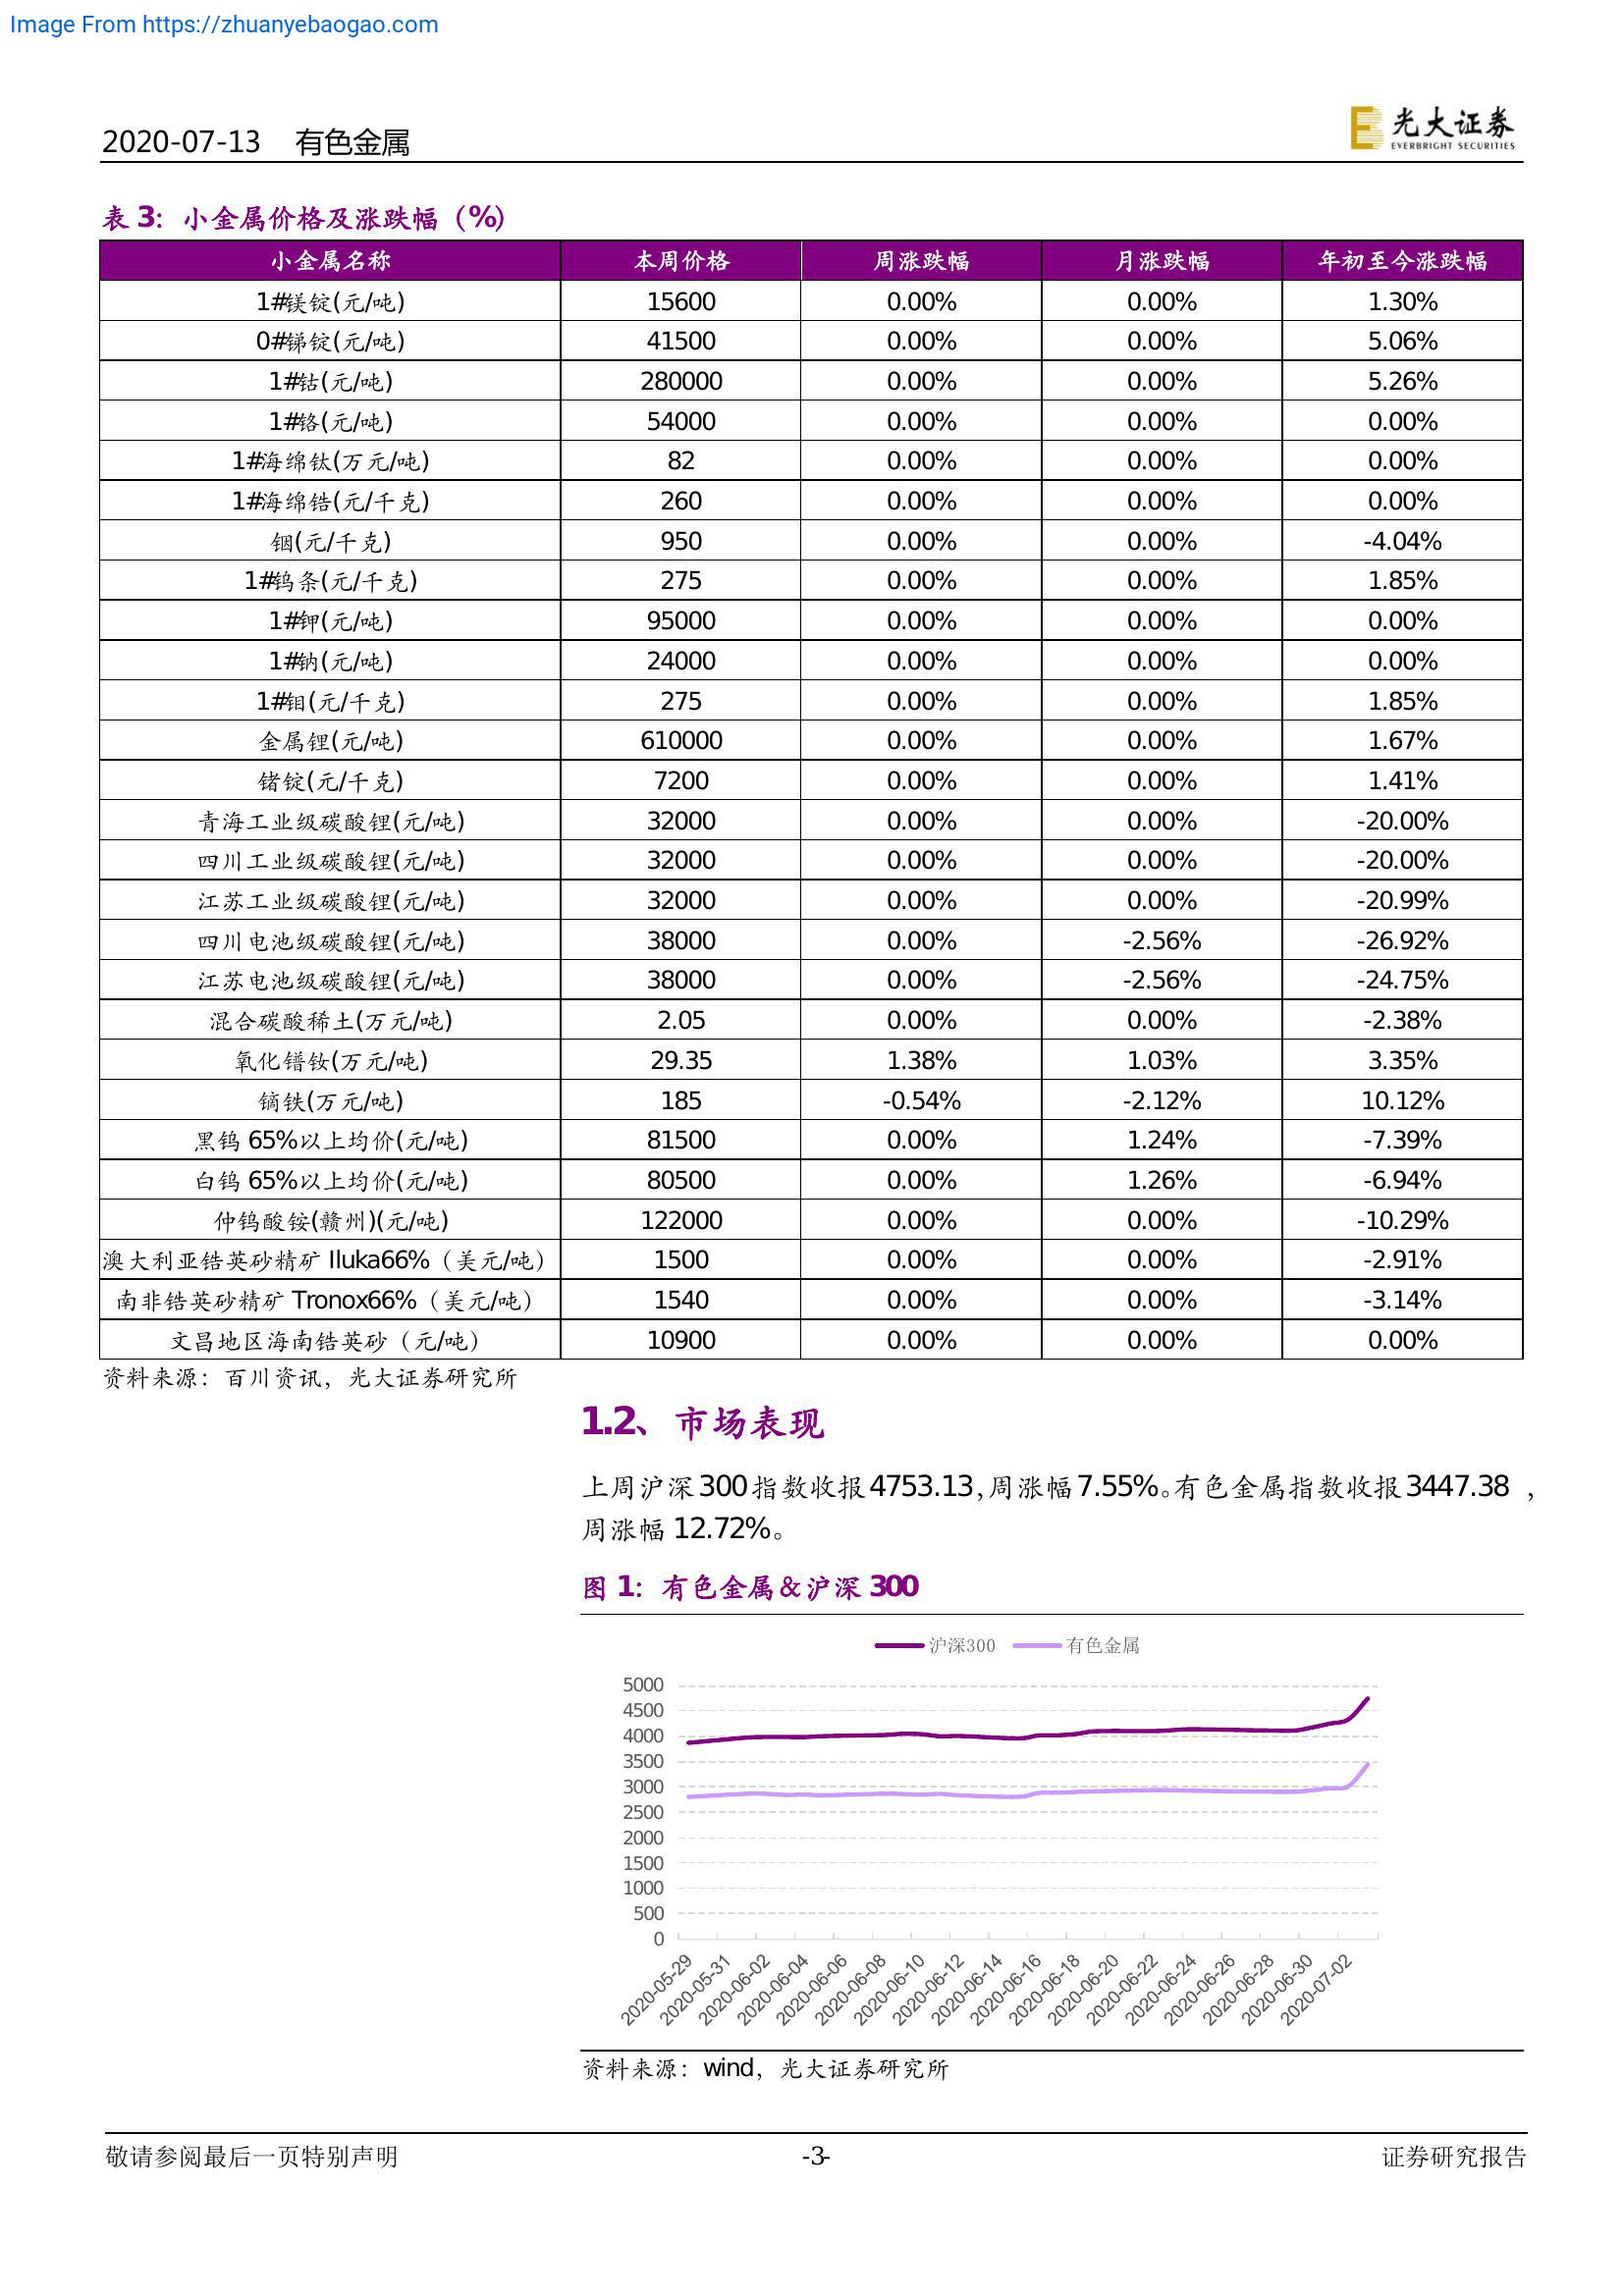 Image From https://zhuanyebaogao.com
2020-07-13 有色金属
光大证券
EVERBRIGHT SECURITIES
表 3：小金属价格及涨跌幅（%）
小金属名称 本周价格 周涨跌幅 月涨跌幅 年初至今涨跌幅
1#镁锭(元/吨) 15600 0.00% 0.00% 1.30%
0#锑锭(元/吨) 41500 0.00% 0.00% 5.06%
1#钴(元/吨) 280000 0.00% 0.00% 5.26%
1#铬(元/吨) 54000 0.00% 0.00% 0.00%
1#海绵钛(万元/吨) 82 0.00% 0.00% 0.00%
1#海绵锆(元/千克) 260 0.00% 0.00% 0.00%
铟(元/千克) 950 0.00% 0.00% -4.04%
1#钨条(元/千克) 275 0.00% 0.00% 1.85%
1#钾(元/吨) 95000 0.00% 0.00% 0.00%
1#钠(元/吨) 24000 0.00% 0.00% 0.00%
1#钼(元/千克) 275 0.00% 0.00% 1.85%
金属锂(元/吨) 610000 0.00% 0.00% 1.67%
锗锭(元/千克) 7200 0.00% 0.00% 1.41%
青海工业级碳酸锂(元/吨) 32000 0.00% 0.00% -20.00%
四川工业级碳酸锂(元/吨) 32000 0.00% 0.00% -20.00%
江苏工业级碳酸锂(元/吨) 32000 0.00% 0.00% -20.99%
四川电池级碳酸锂(元/吨) 38000 0.00% -2.56% -26.92%
江苏电池级碳酸锂(元/吨) 38000 0.00% -2.56% -24.75%
混合碳酸稀土(万元/吨) 2.05 0.00% 0.00% -2.38%
氧化镨钕(万元/吨) 29.35 1.38% 1.03% 3.35%
镝铁(万元/吨) 185 -0.54% -2.12% 10.12%
黑钨 65%以上均价(元/吨) 81500 0.00% 1.24% -7.39%
白钨 65%以上均价(元/吨) 80500 0.00% 1.26% -6.94%
仲钨酸铵(赣州)(元/吨) 122000 0.00% 0.00% -10.29%
澳大利亚锆英砂精矿 Iluka66%（美元/吨） 1500 0.00% 0.00% -2.91%
南非锆英砂精矿 Tronox66%（美元/吨） 1540 0.00% 0.00% -3.14%
文昌地区海南锆英砂（元/吨） 10900 0.00% 0.00% 0.00%
资料来源：百川资讯，光大证券研究所
1.2、市场表现
上周沪深 300 指数收报 4753.13，周涨幅 7.55%。有色金属指数收报 3447.38 ，
周涨幅 12.72%。
图 1：有色金属＆沪深 300
沪深300 有色金属
5000
4500
4000
3500
3000
2500
2000
1500
1000
500
0
2020-05-29 2020-05-31 2020-06-02 2020-06-04 2020-06-06 2020-06-08 2020-06-10 2020-06-12 2020-06-14 2020-06-16 2020-06-18 2020-06-20 2020-06-22 2020-06-24 2020-06-26 2020-06-28 2020-06-30 2020-07-02
资料来源：wind，光大证券研究所
敬请参阅最后一页特别声明 -3- 证券研究报告